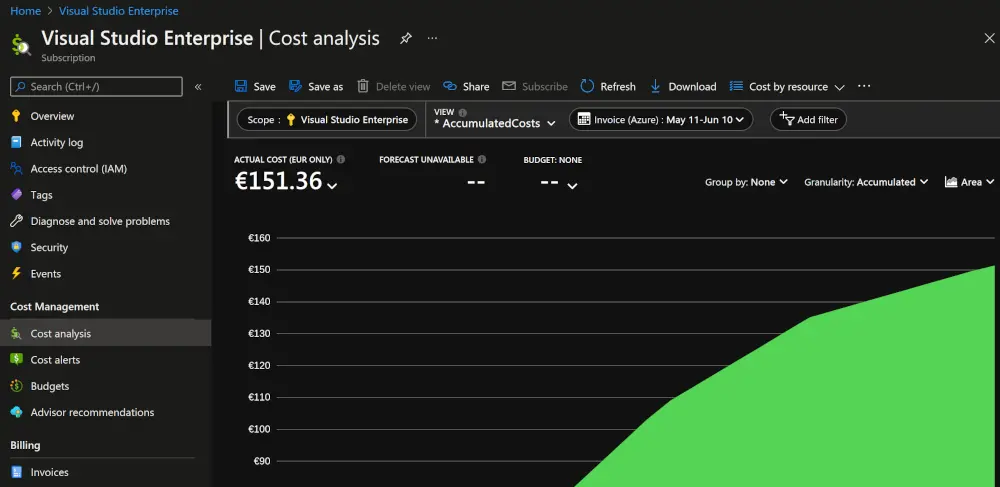 Home > Visual Studio Enterprise
Visual Studio Enterprise | Cost analysis ...
Subscription
Search (Ctrl+/) «
Overview
Activity log
Access control (IAM)
Tags
Diagnose and solve problems
Security
Events
Cost Management
Cost analysis
Cost alerts
Budgets
Advisor recommendations
Billing
Invoices
Save Save as Delete view Share Subscribe Refresh Download Cost by resource ...
Scope : Visual Studio Enterprise
VIEW
* AccumulatedCosts
Invoice (Azure) : May 11-Jun 10
Add filter
ACTUAL COST (EUR ONLY)
€151.36
FORECAST UNAVAILABLE
--
BUDGET: NONE
--
Group by: None Granularity: Accumulated Area
€160
€150
€140
€130
€120
€110
€100
€90